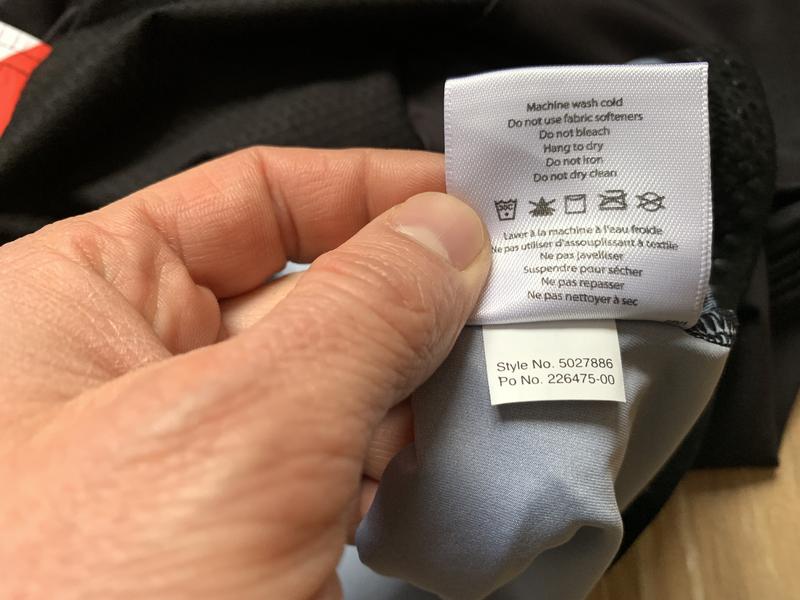 Machine wash cold
Do not use fabric softeners
Do not bleach
Hang to dry
Do not iron
Do not dry clean
30C
Laver à la machine à l'eau froide
Ne pas utiliser d'assouplissant à textile
Ne pas javelliser
Suspendre pour sécher
Ne pas repasser
Ne pas nettoyer à sec
Style No. 5027886
Po No. 226475-00